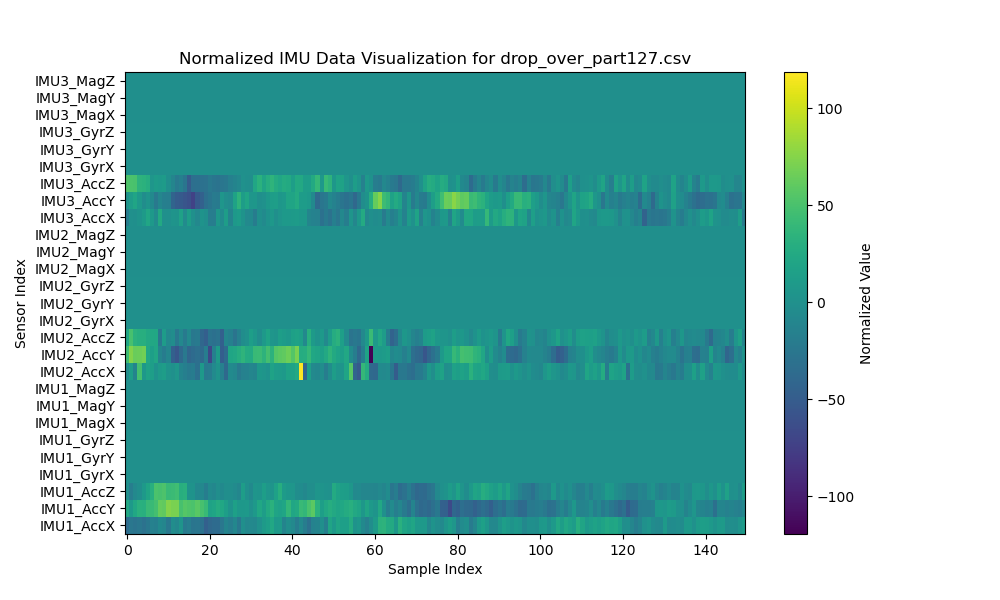 Normalized IMU Data Visualization for drop_over_part127.csv
Sensor Index
IMU3_MagZ
IMU3_MagY
IMU3_MagX
IMU3_GyrZ
IMU3_GyrY
IMU3_GyrX
IMU3_AccZ
IMU3_AccY
IMU3_AccX
IMU2_MagZ
IMU2_MagY
IMU2_MagX
IMU2_GyrZ
IMU2_GyrY
IMU2_GyrX
IMU2_AccZ
IMU2_AccY
IMU2_AccX
IMU1_MagZ
IMU1_MagY
IMU1_MagX
IMU1_GyrZ
IMU1_GyrY
IMU1_GyrX
IMU1_AccZ
IMU1_AccY
IMU1_AccX
0 20 40 60 80 100 120 140
Sample Index
100
50
0
−50
−100
Normalized Value